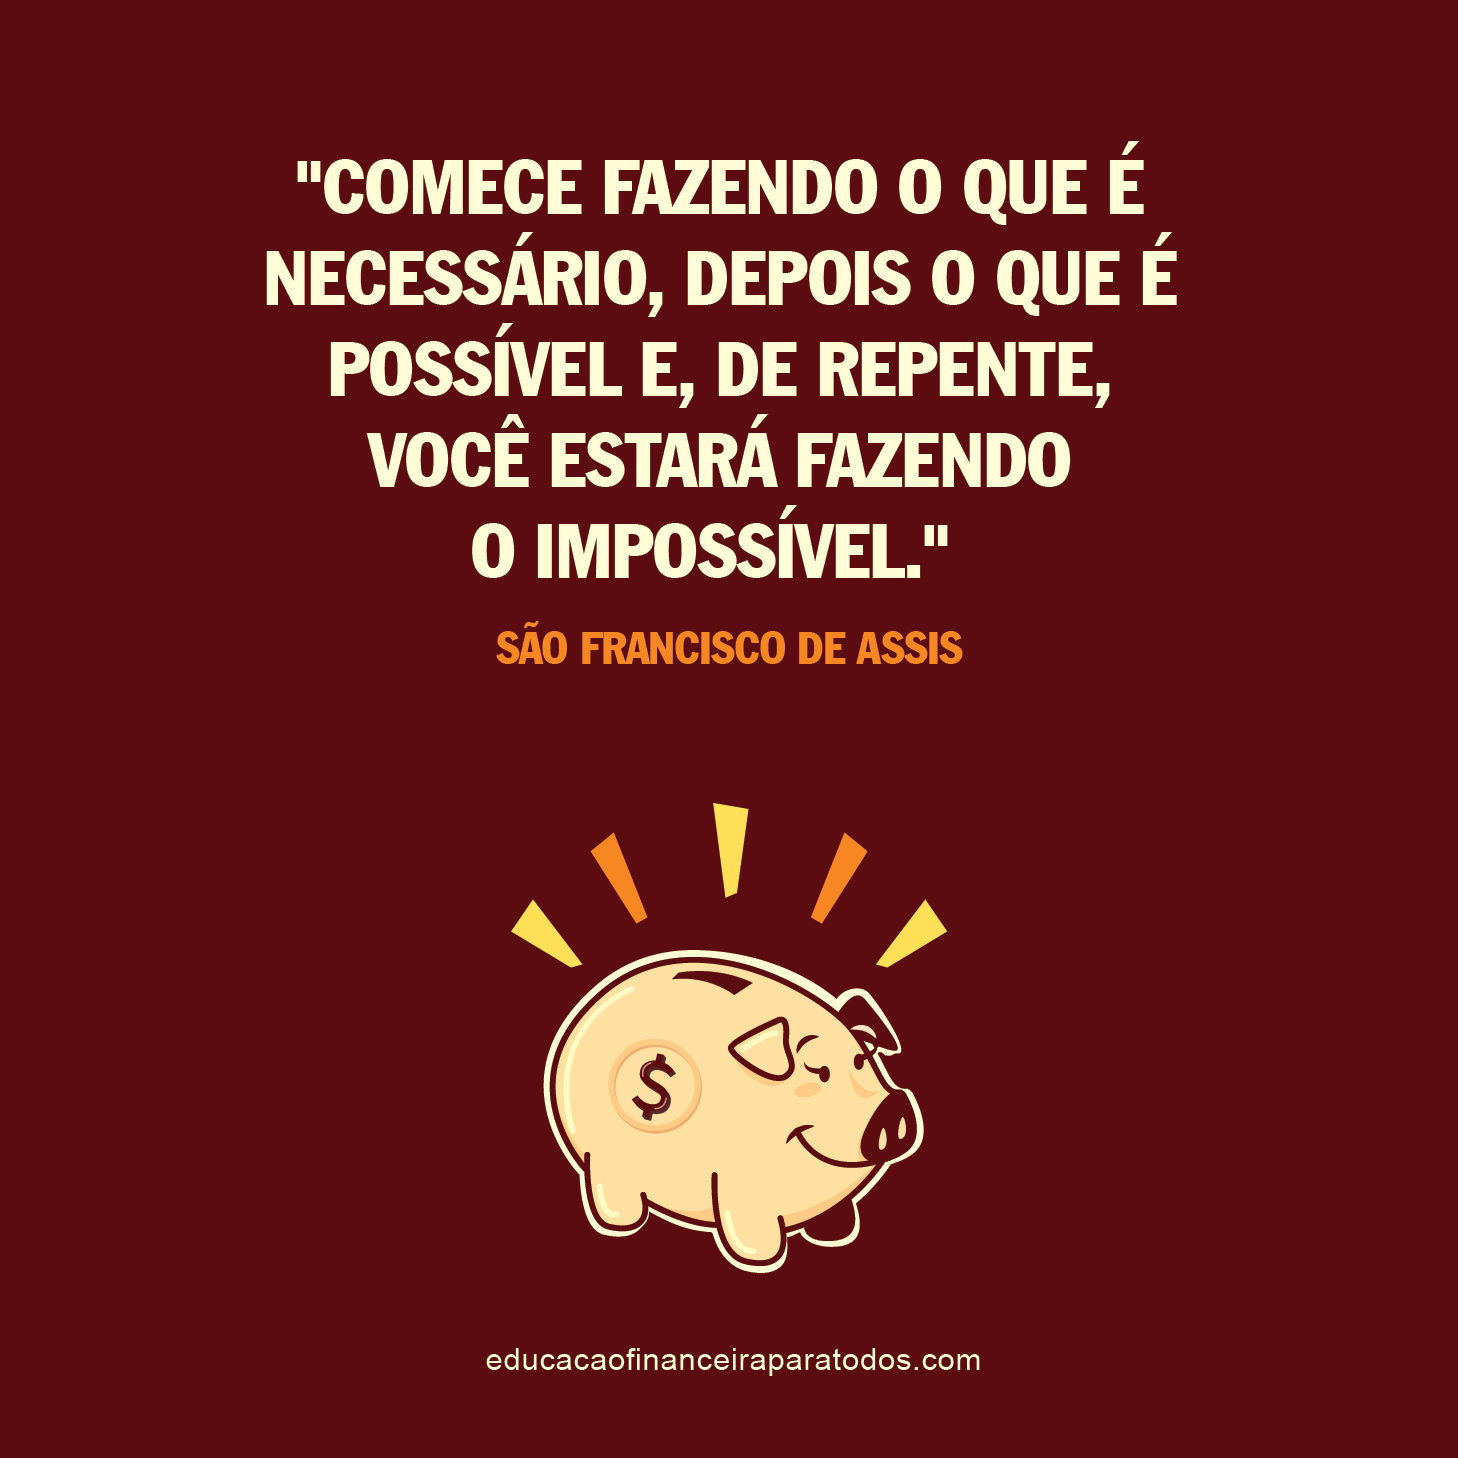 "COMECE FAZENDO O QUE É
NECESSÁRIO, DEPOIS O QUE É
POSSÍVEL E, DE REPENTE,
VOCÊ ESTARÁ FAZENDO
O IMPOSSÍVEL."
SÃO FRANCISCO DE ASSIS
$
educacaofinanceiraparatodos.com